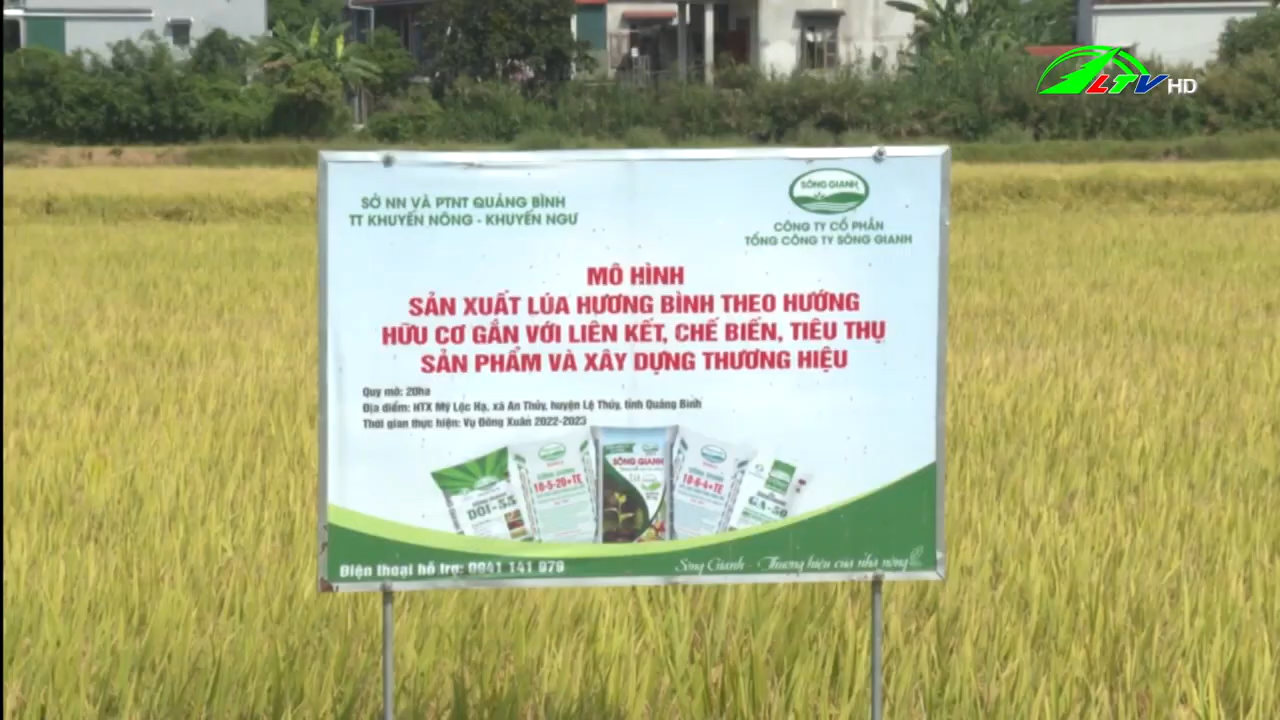 LTV HD
SỞ NN VÀ PTNT QUẢNG BÌNH
TT KHUYẾN NÔNG - KHUYẾN NGƯ
SÔNG GIANH
CÔNG TY CỔ PHẦN
TỔNG CÔNG TY SÔNG GIANH
MÔ HÌNH
SẢN XUẤT LÚA HƯƠNG BÌNH THEO HƯỚNG
HỮU CƠ GẮN VỚI LIÊN KẾT, CHẾ BIẾN, TIÊU THỤ
SẢN PHẨM VÀ XÂY DỰNG THƯƠNG HIỆU
Quy mô: 20ha
Địa điểm: HTX Mỹ Lộc Hạ, xã An Thủy, huyện Lệ Thủy, tỉnh Quảng Bình
Thời gian thực hiện: Vụ Đông Xuân 2022-2023
DOI-55
10-5-20+TE
SÔNG GIANH
10-6-4+TE
GA-50
Điện thoại hỗ trợ: 0941 141 979
Sông Gianh - Thương hiệu của nhà nông